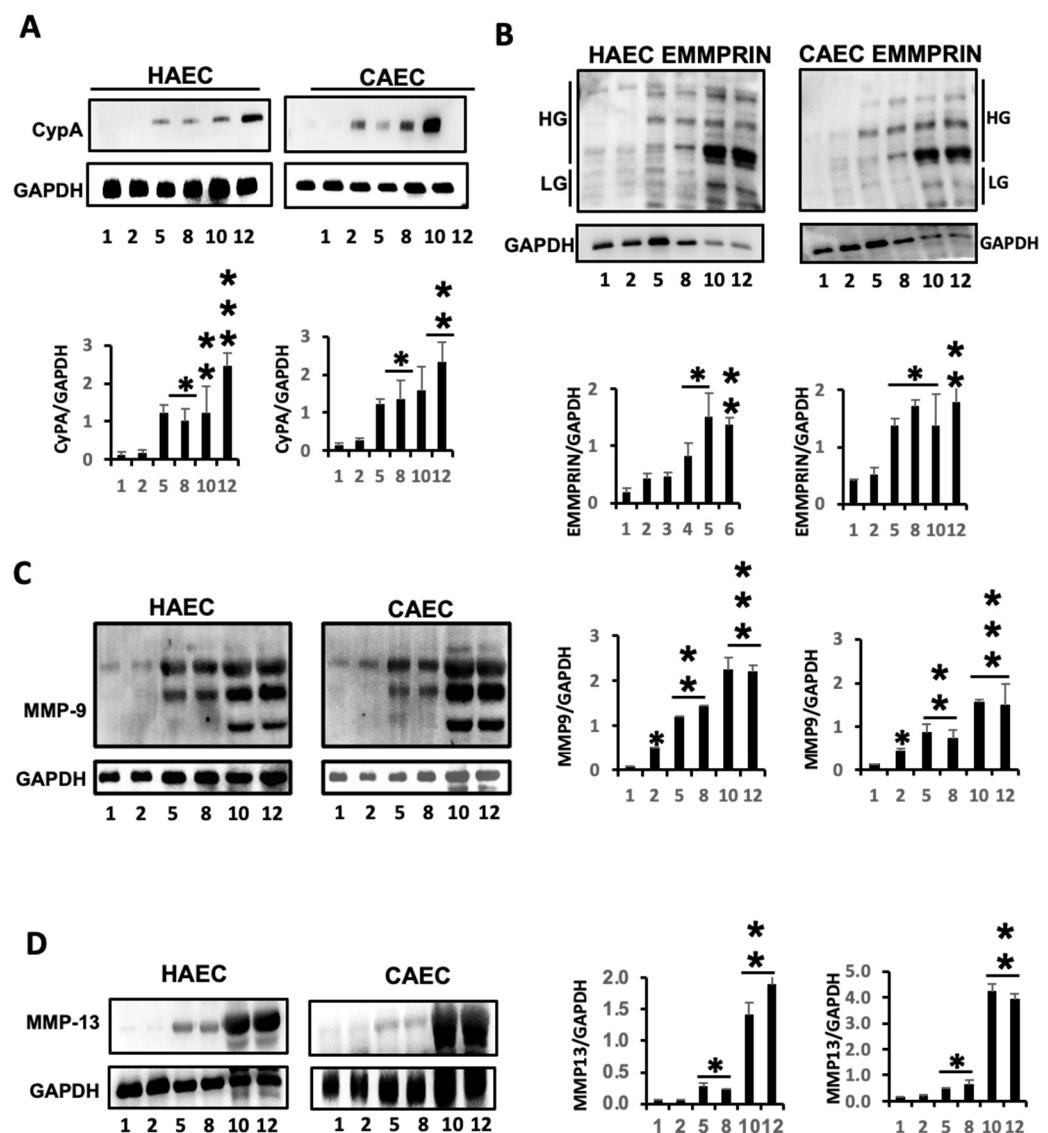 A
HAEC CAEC
CypA
GAPDH
1 2 5 8 10 12 1 2 5 8 10 12
* * * * * *
* * *
* * *
3
2
1
0
CyPA/GAPDH
1 2 5 8 10 12
3
2
1
0
CyPA/GAPDH
1 2 5 8 10 12
B
HAEC EMMPRIN CAEC EMMPRIN
HG HG
LG LG
GAPDH GAPDH
1 2 5 8 10 12 1 2 5 8 10 12
* * *
2
1
0
EMMPRIN/GAPDH
1 2 3 4 5 6
* * *
2
1
0
EMMPRIN/GAPDH
1 2 5 8 10 12
C
HAEC CAEC
MMP-9
GAPDH
1 2 5 8 10 12 1 2 5 8 10 12
* * * * * *
3
2
1
0
MMP9/GAPDH
1 2 5 8 10 12
* * * * * *
3
2
1
0
MMP9/GAPDH
1 2 5 8 10 12
D
HAEC CAEC
MMP-13
GAPDH
1 2 5 8 10 12 1 2 5 8 10 12
* * *
2.0
1.5
1.0
0.5
0.0
MMP13/GAPDH
1 2 5 8 10 12
* * *
5.0
4.0
3.0
2.0
1.0
0.0
MMP13/GAPDH
1 2 5 8 10 12